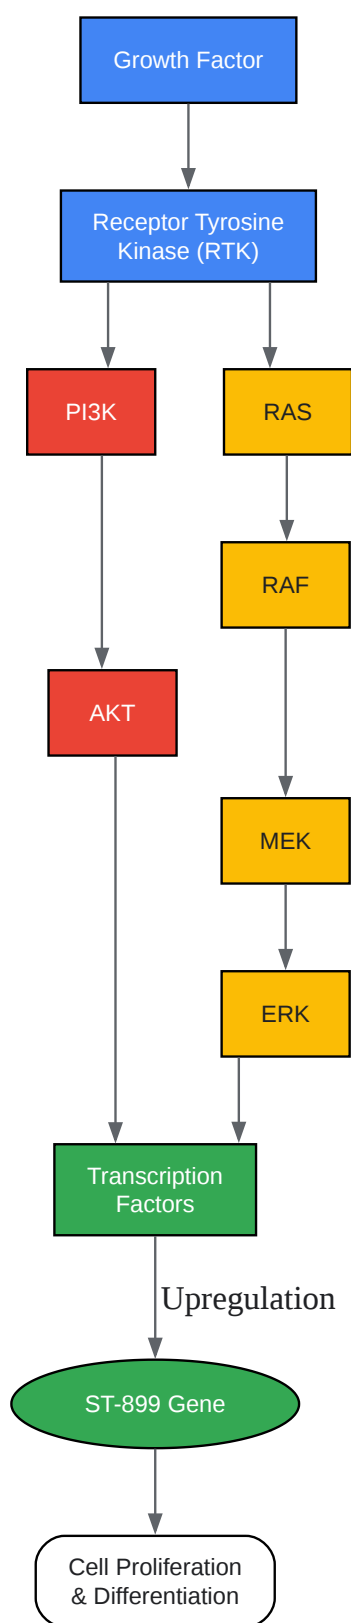 Growth Factor
Receptor Tyrosine
Kinase (RTK)
PI3K
RAS
RAF
AKT
MEK
ERK
Transcription
Factors
Upregulation
ST-899 Gene
Cell Proliferation
& Differentiation